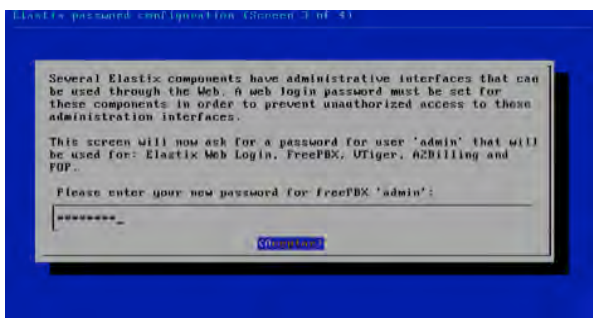 Elastix password configuration (Screen 3 of 4)
Several Elastix components have administrative interfaces that can
be used through the Web. A web login password must be set for
these components in order to prevent unauthorized access to these
administration interfaces.
This screen will now ask for a password for user 'admin' that will
be used for: Elastix Web Login, FreePBX, VTiger, A2Billing and
FOP.
Please enter your new password for freePBX 'admin':
********_